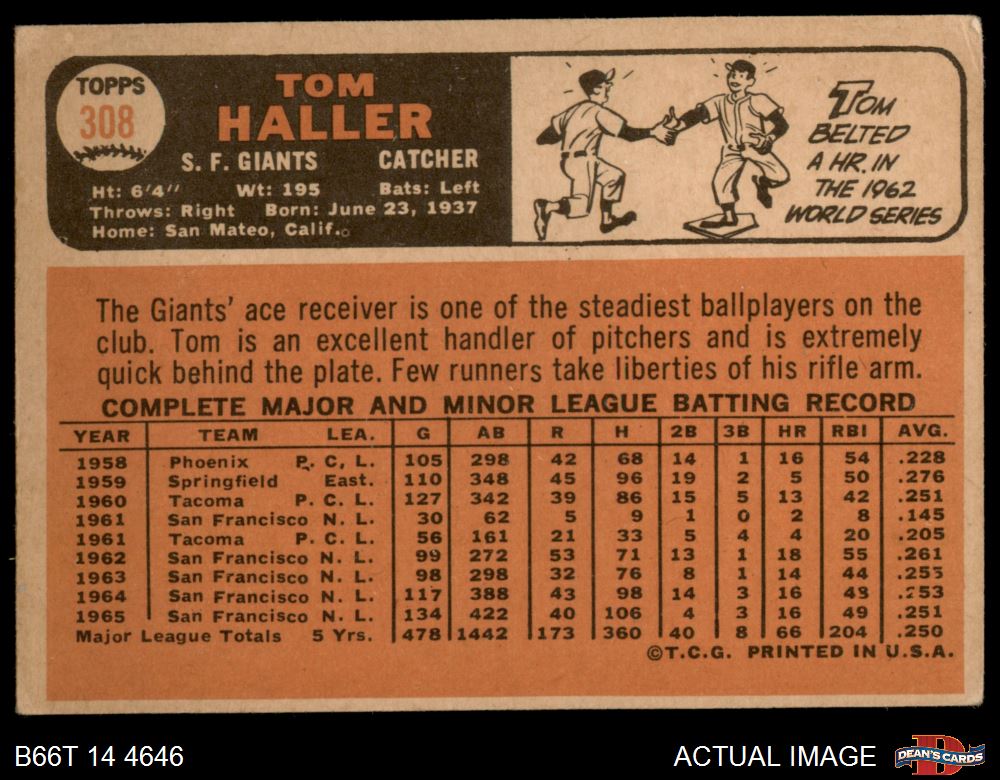 TOPPS
308
TOM
HALLER
S. F. GIANTS CATCHER
Ht: 6'4" Wt: 195 Bats: Left
Throws: Right Born: June 23, 1937
Home: San Mateo, Calif.
TOM
BELTED
A HR. IN
THE 1962
WORLD SERIES
The Giants' ace receiver is one of the steadiest ballplayers on the
club. Tom is an excellent handler of pitchers and is extremely
quick behind the plate. Few runners take liberties of his rifle arm.
COMPLETE MAJOR AND MINOR LEAGUE BATTING RECORD
YEAR TEAM LEA. G AB R H 2B 3B HR RBI AVG.
1958 Phoenix P. C. L. 105 298 42 68 14 1 16 54 .228
1959 Springfield East. 110 348 45 96 19 2 5 50 .276
1960 Tacoma P. C. L. 127 342 39 86 15 5 13 42 .251
1961 San Francisco N. L. 30 62 5 9 1 0 2 8 .145
1961 Tacoma P. C. L. 56 161 21 33 5 4 4 20 .205
1962 San Francisco N. L. 99 272 53 71 13 1 18 55 .261
1963 San Francisco N. L. 98 298 32 76 8 1 14 44 .255
1964 San Francisco N. L. 117 388 43 98 14 3 16 48 .253
1965 San Francisco N. L. 134 422 40 106 4 3 16 49 .251
Major League Totals 5 Yrs. 478 1442 173 360 40 8 66 204 .250
©T.C.G. PRINTED IN U.S.A.
B66T 14 4646 ACTUAL IMAGE DEAN'S CARDS